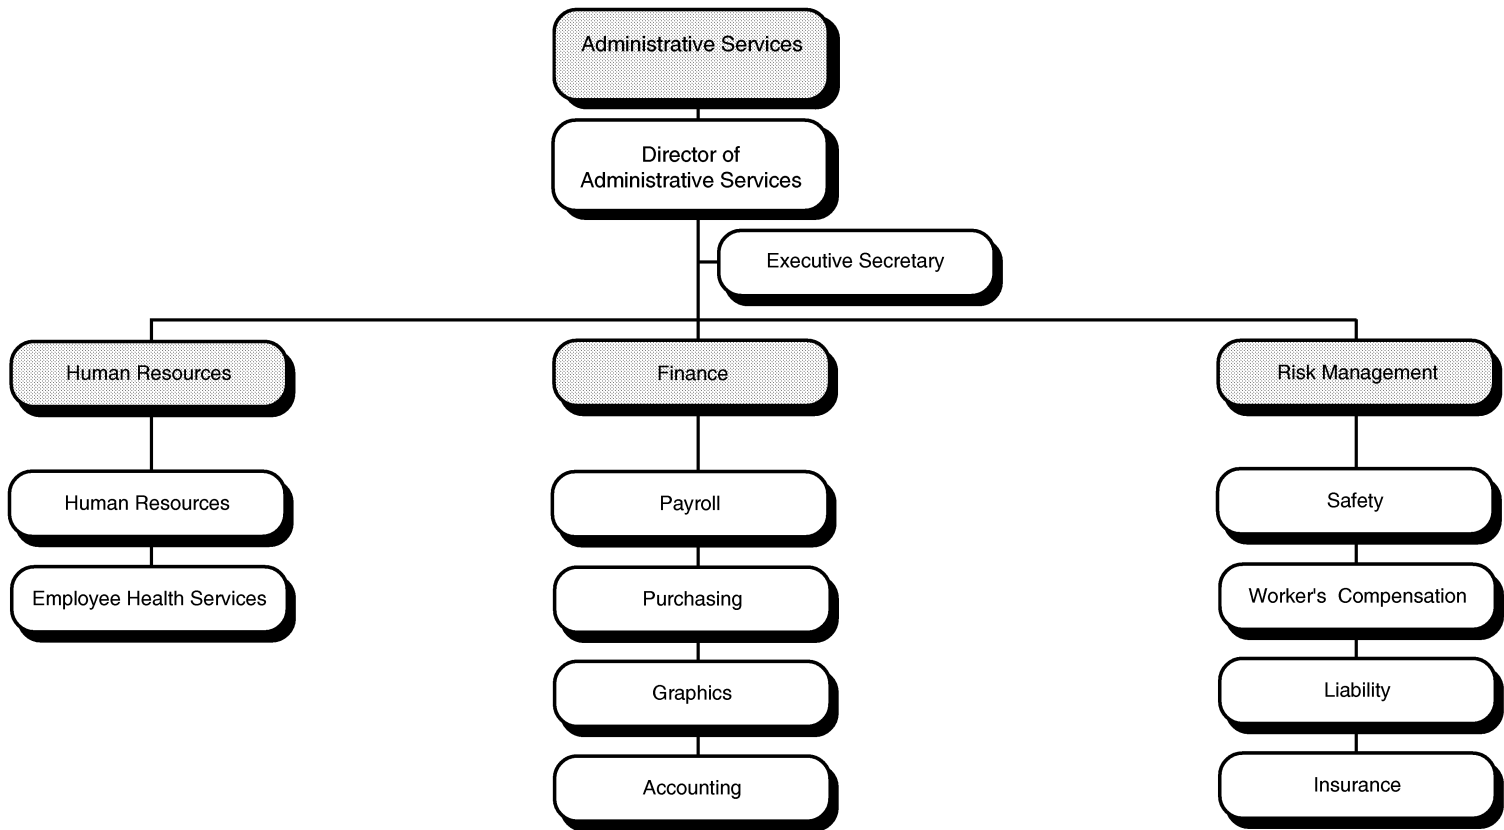 Administrative Services
Director of
Administrative Services
Executive Secretary
Human Resources
Finance
Risk Management
Human Resources
Employee Health Services
Payroll
Purchasing
Graphics
Accounting
Safety
Worker's  Compensation
Liability
Insurance